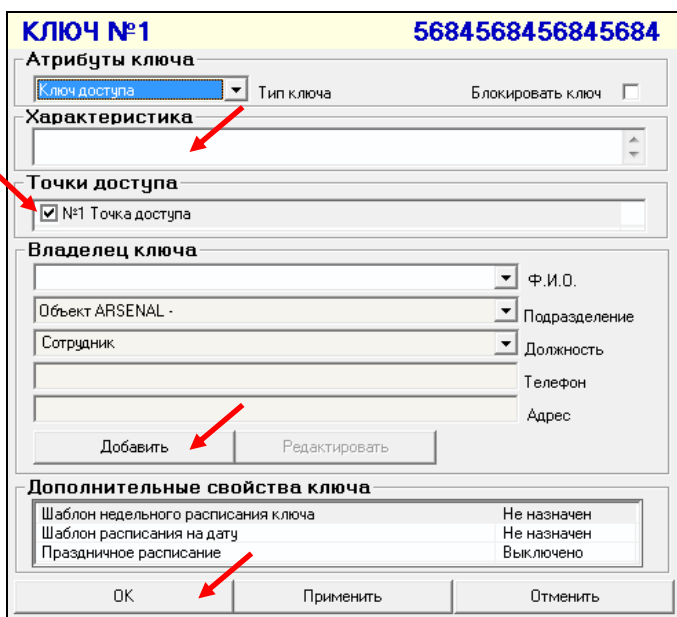 КЛЮЧ №1 5684568456845684
Атрибуты ключа
Ключ доступа Тип ключа Блокировать ключ
Характеристика
Точки доступа
№1 Точка доступа
Владелец ключа
Ф.И.О.
Объект ARSENAL - Подразделение
Сотрудник Должность
Телефон
Адрес
Добавить Редактировать
Дополнительные свойства ключа
Шаблон недельного расписания ключа Не назначен
Шаблон расписания на дату Не назначен
Праздничное расписание Выключено
OK Применить Отменить